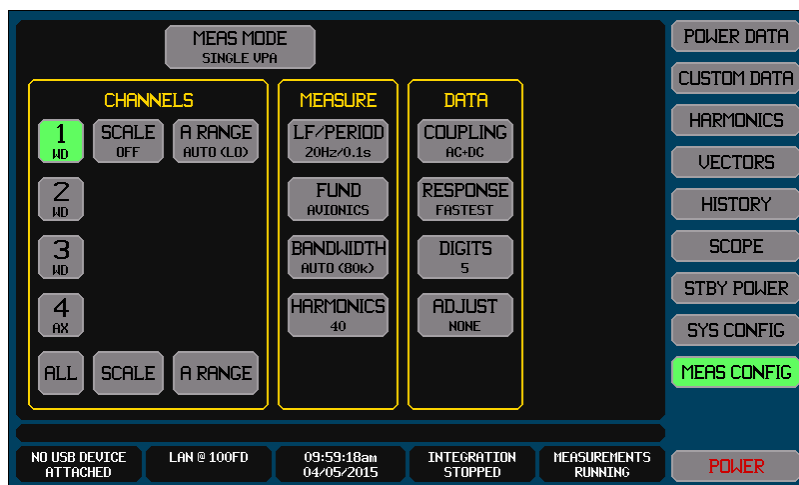 MEAS MODE
SINGLE VPA
CHANNELS
1
WD
SCALE
OFF
A RANGE
AUTO (LO)
2
WD
3
WD
4
AX
ALL
SCALE
A RANGE
MEASURE
LF/PERIOD
20Hz/0.1s
FUND
AVIONICS
BANDWIDTH
AUTO (80k)
HARMONICS
40
DATA
COUPLING
AC+DC
RESPONSE
FASTEST
DIGITS
5
ADJUST
NONE
POWER DATA
CUSTOM DATA
HARMONICS
VECTORS
HISTORY
SCOPE
STBY POWER
SYS CONFIG
MEAS CONFIG
NO USB DEVICE
ATTACHED
LAN @ 100FD
09:59:18am
04/05/2015
INTEGRATION
STOPPED
MEASUREMENTS
RUNNING
POWER